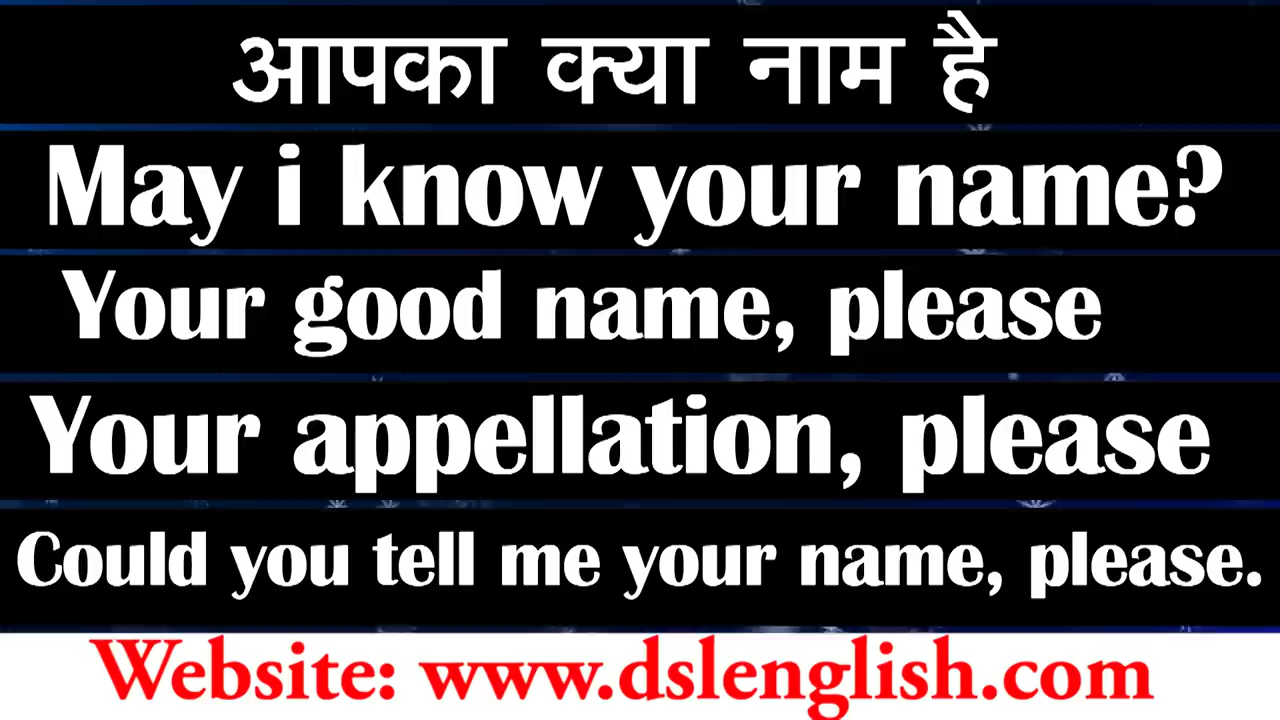 आपका क्या नाम है
May i know your name?
Your good name, please
Your appellation, please
Could you tell me your name, please.
Website: www.dslenglish.com